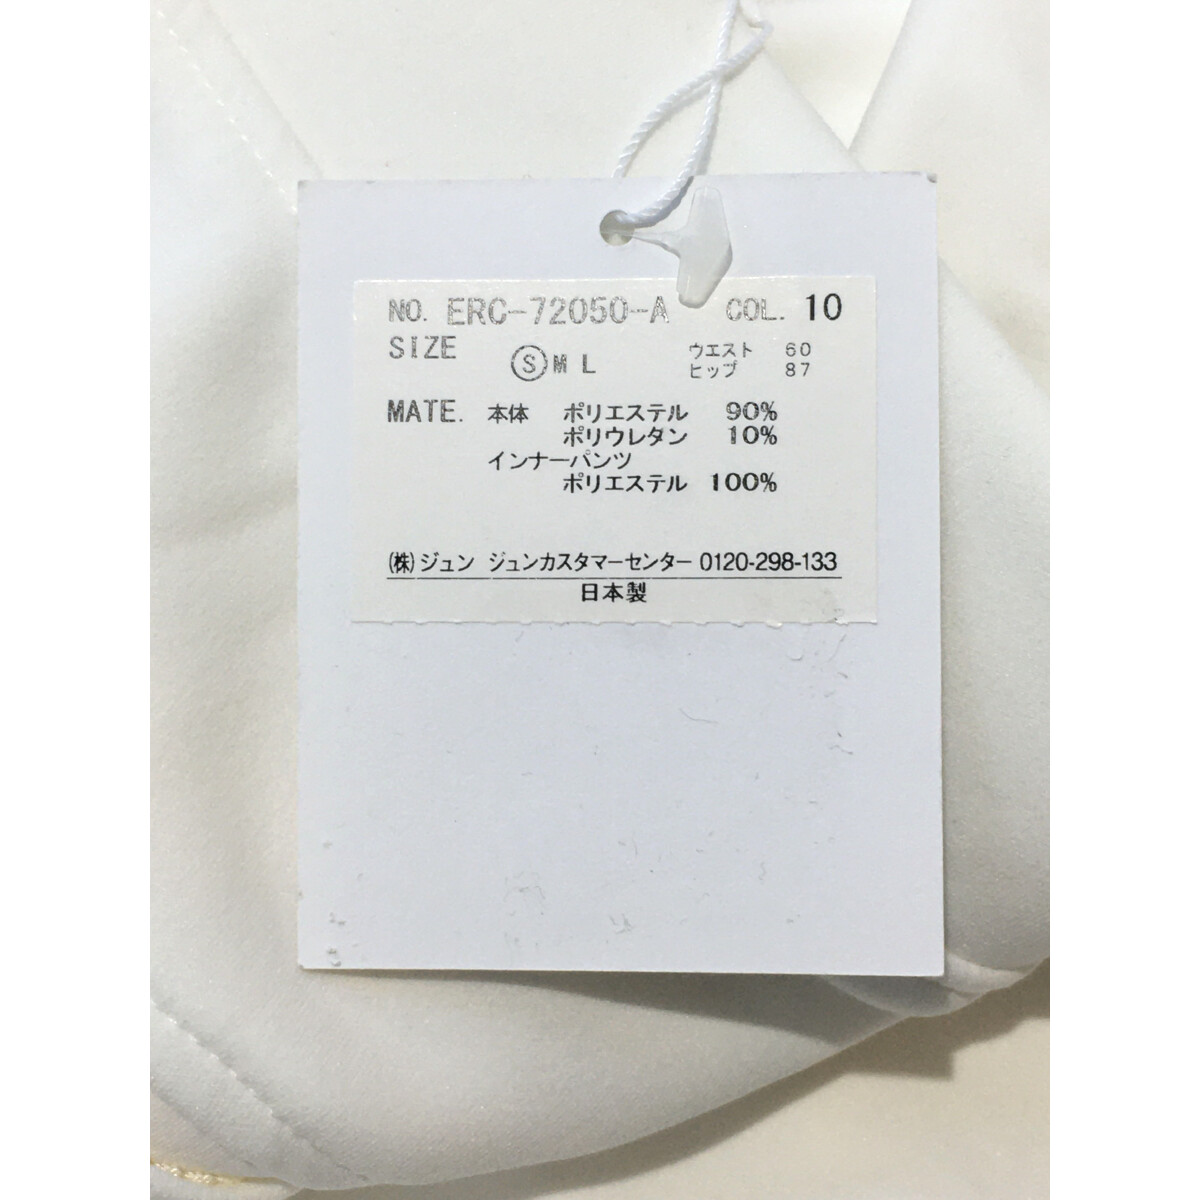 NO. ERC-72050-A COL. 10
SIZE Ⓢ M L ウエスト 60
ヒップ 87
MATE. 本体 ポリエステル 90%
ポリウレタン 10%
インナーパンツ
ポリエステル 100%
(株)ジュン ジュンカスタマーセンター 0120-298-133
日本製